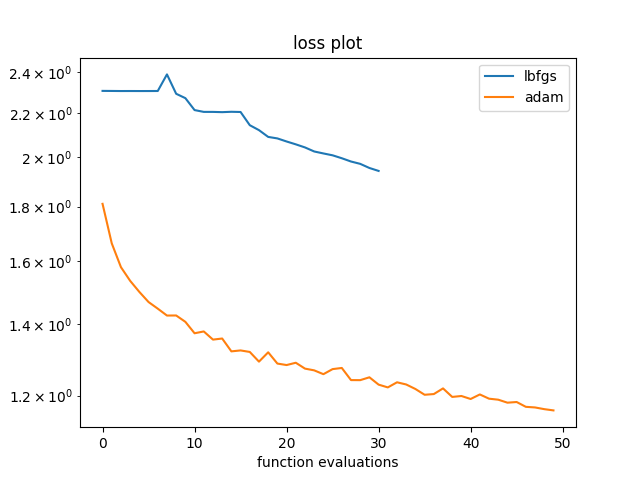 loss plot
2.4 × 10⁰
2.2 × 10⁰
2 × 10⁰
1.8 × 10⁰
1.6 × 10⁰
1.4 × 10⁰
1.2 × 10⁰
lbfgs
adam
0 10 20 30 40 50
function evaluations